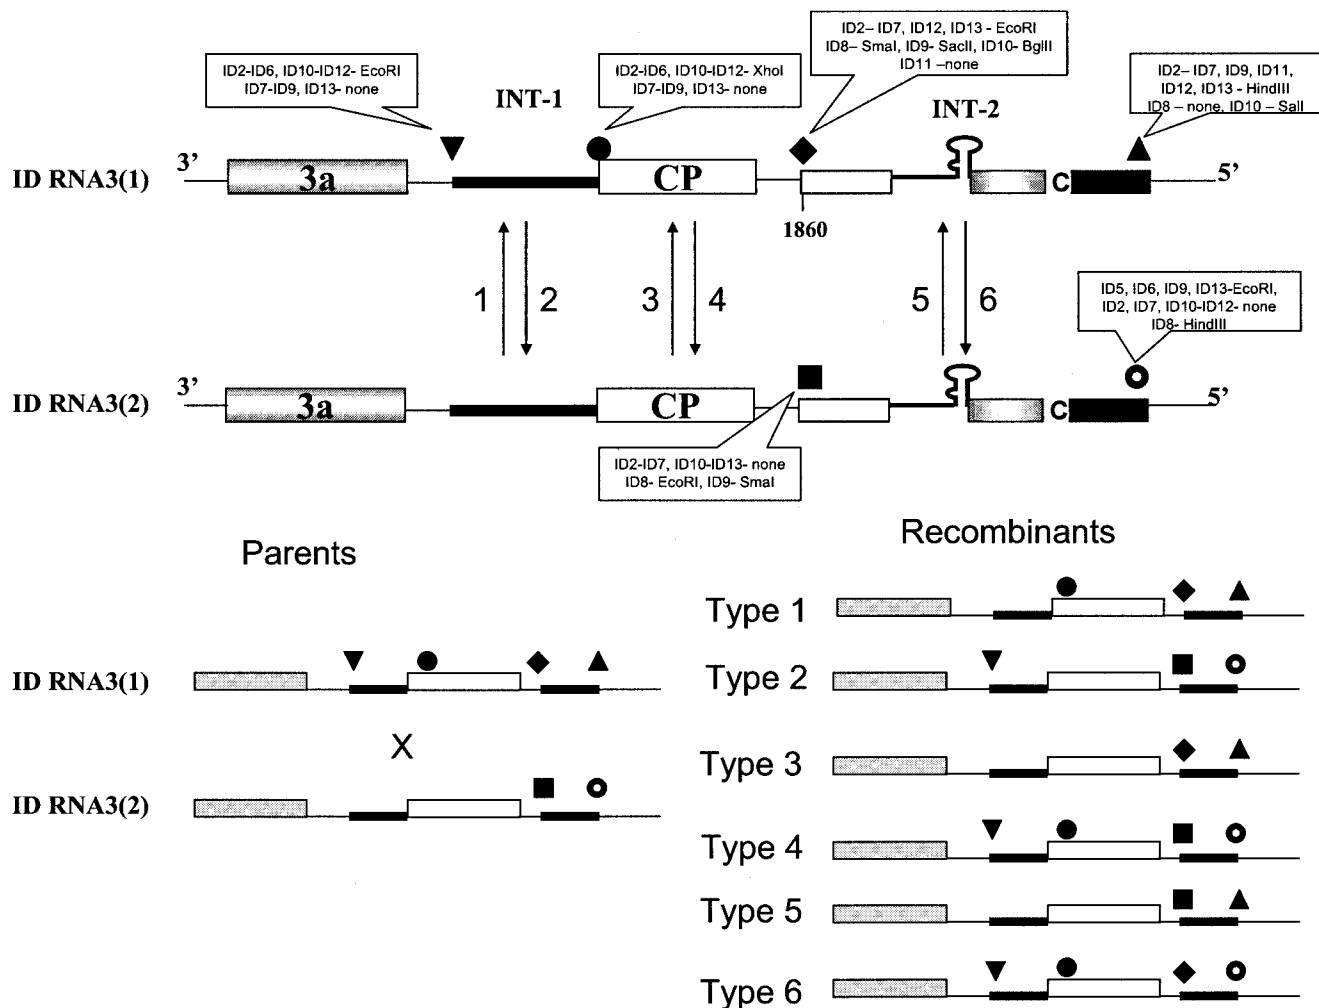 ID2-ID6, ID10-ID12- EcoRI
ID7-ID9, ID13- none
INT-1
ID2-ID6, ID10-ID12- XhoI
ID7-ID9, ID13- none
ID2– ID7, ID12, ID13 - EcoRI
ID8– SmaI, ID9- SacII, ID10- BglII
ID11 –none
INT-2
ID2– ID7, ID9, ID11,
ID12, ID13 - HindIII
ID8 – none, ID10 – SalI
ID RNA3(1)
3’
3a
CP
C
5’
1860
1
2
3
4
5
6
ID5, ID6, ID9, ID13-EcoRI,
ID2, ID7, ID10-ID12- none
ID8- HindIII
ID RNA3(2)
3’
3a
CP
C
5’
ID2-ID7, ID10-ID13- none
ID8- EcoRI, ID9- SmaI
Parents
Recombinants
ID RNA3(1)
X
ID RNA3(2)
Type 1
Type 2
Type 3
Type 4
Type 5
Type 6